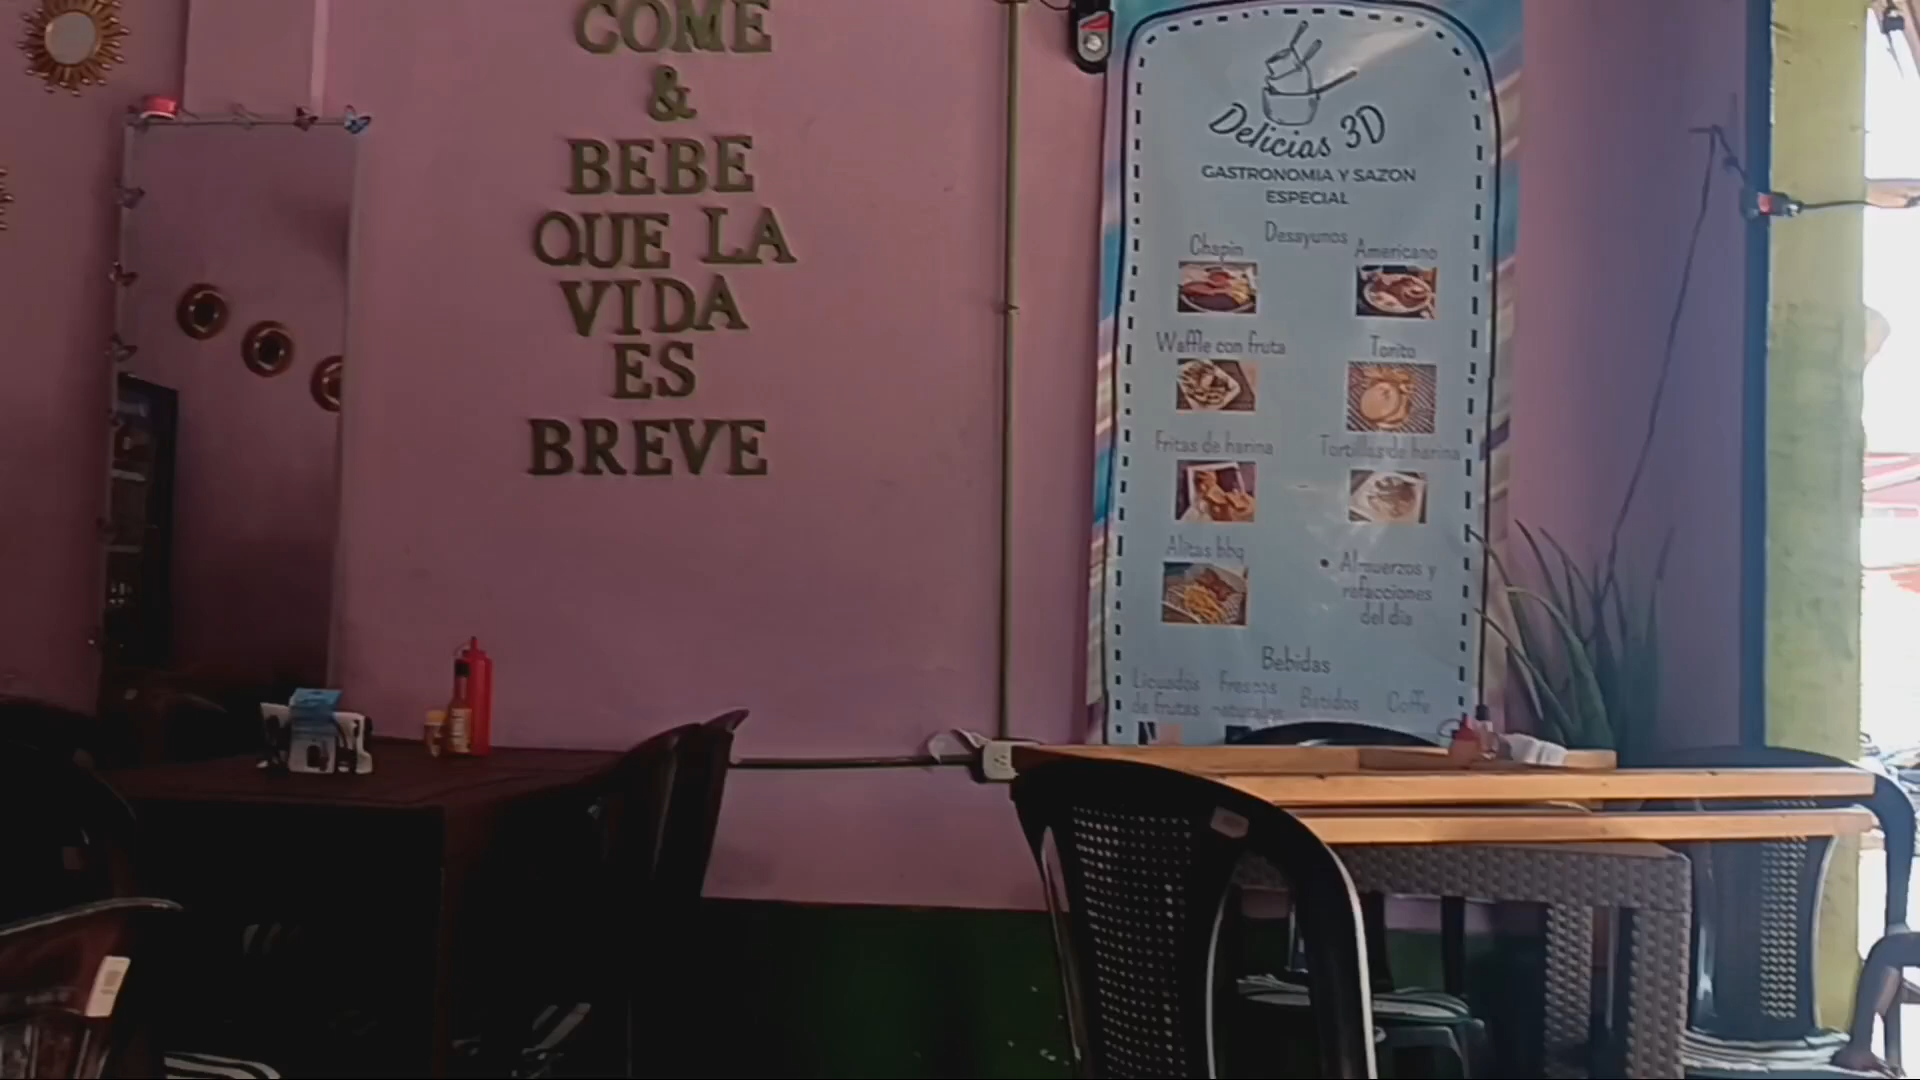 COME
&
BEBE
QUE LA
VIDA
ES
BREVE
Delicias 3D
GASTRONOMIA Y SAZON
ESPECIAL
Desayunos
Chapin
Americano
Waffle con fruta
Torito
Fritas de harina
Tortillas de harina
Alitas bbq
• Almuerzos y
refacciones
del día
Bebidas
Licuados
de frutas
Frescos
naturales
Batidos
Coffe